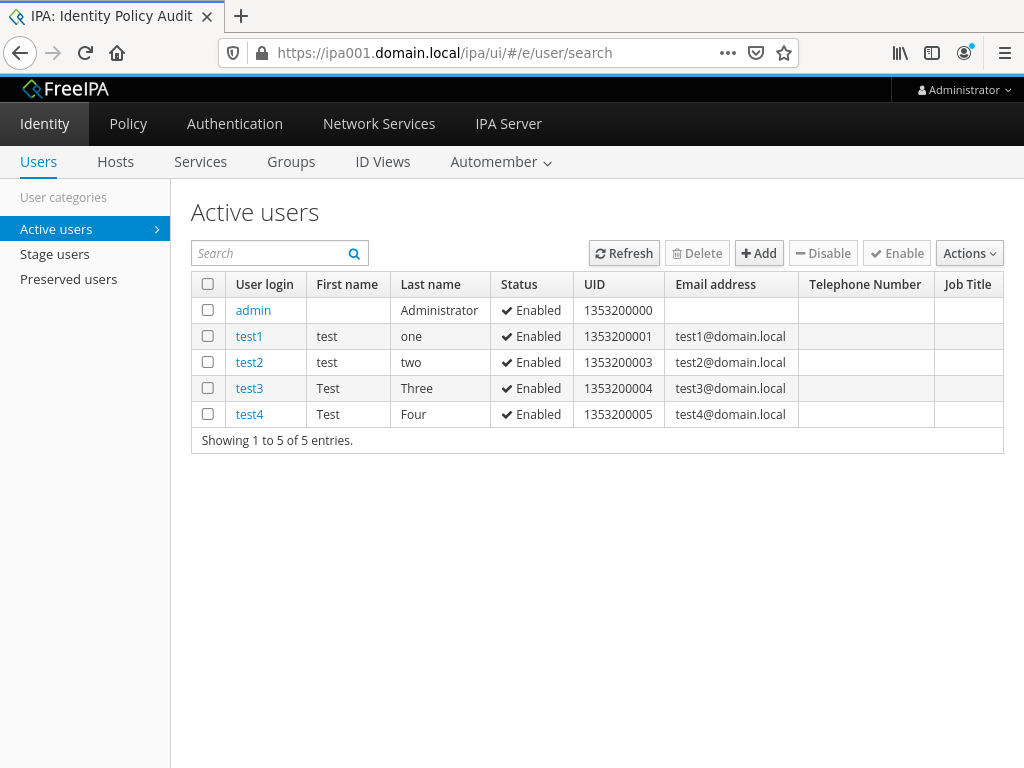 IPA: Identity Policy Audit
https://ipa001.domain.local/ipa/ui/#/e/user/search
FreeIPA
Administrator
Identity Policy Authentication Network Services IPA Server
Users Hosts Services Groups ID Views Automember
User categories
Active users
Stage users
Preserved users
Active users
Search Refresh Delete Add Disable Enable Actions
User login First name Last name Status UID Email address Telephone Number Job Title
admin Administrator Enabled 1353200000
test1 test one Enabled 1353200001 test1@domain.local
test2 test two Enabled 1353200003 test2@domain.local
test3 Test Three Enabled 1353200004 test3@domain.local
test4 Test Four Enabled 1353200005 test4@domain.local
Showing 1 to 5 of 5 entries.